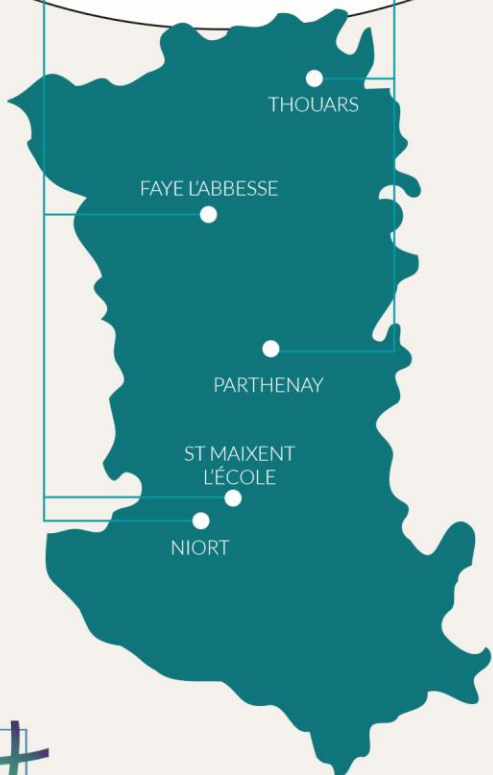 THOUARS
FAYE L'ABBESSE
PARTHENAY
ST MAIXENT
L'ÉCOLE
NIORT